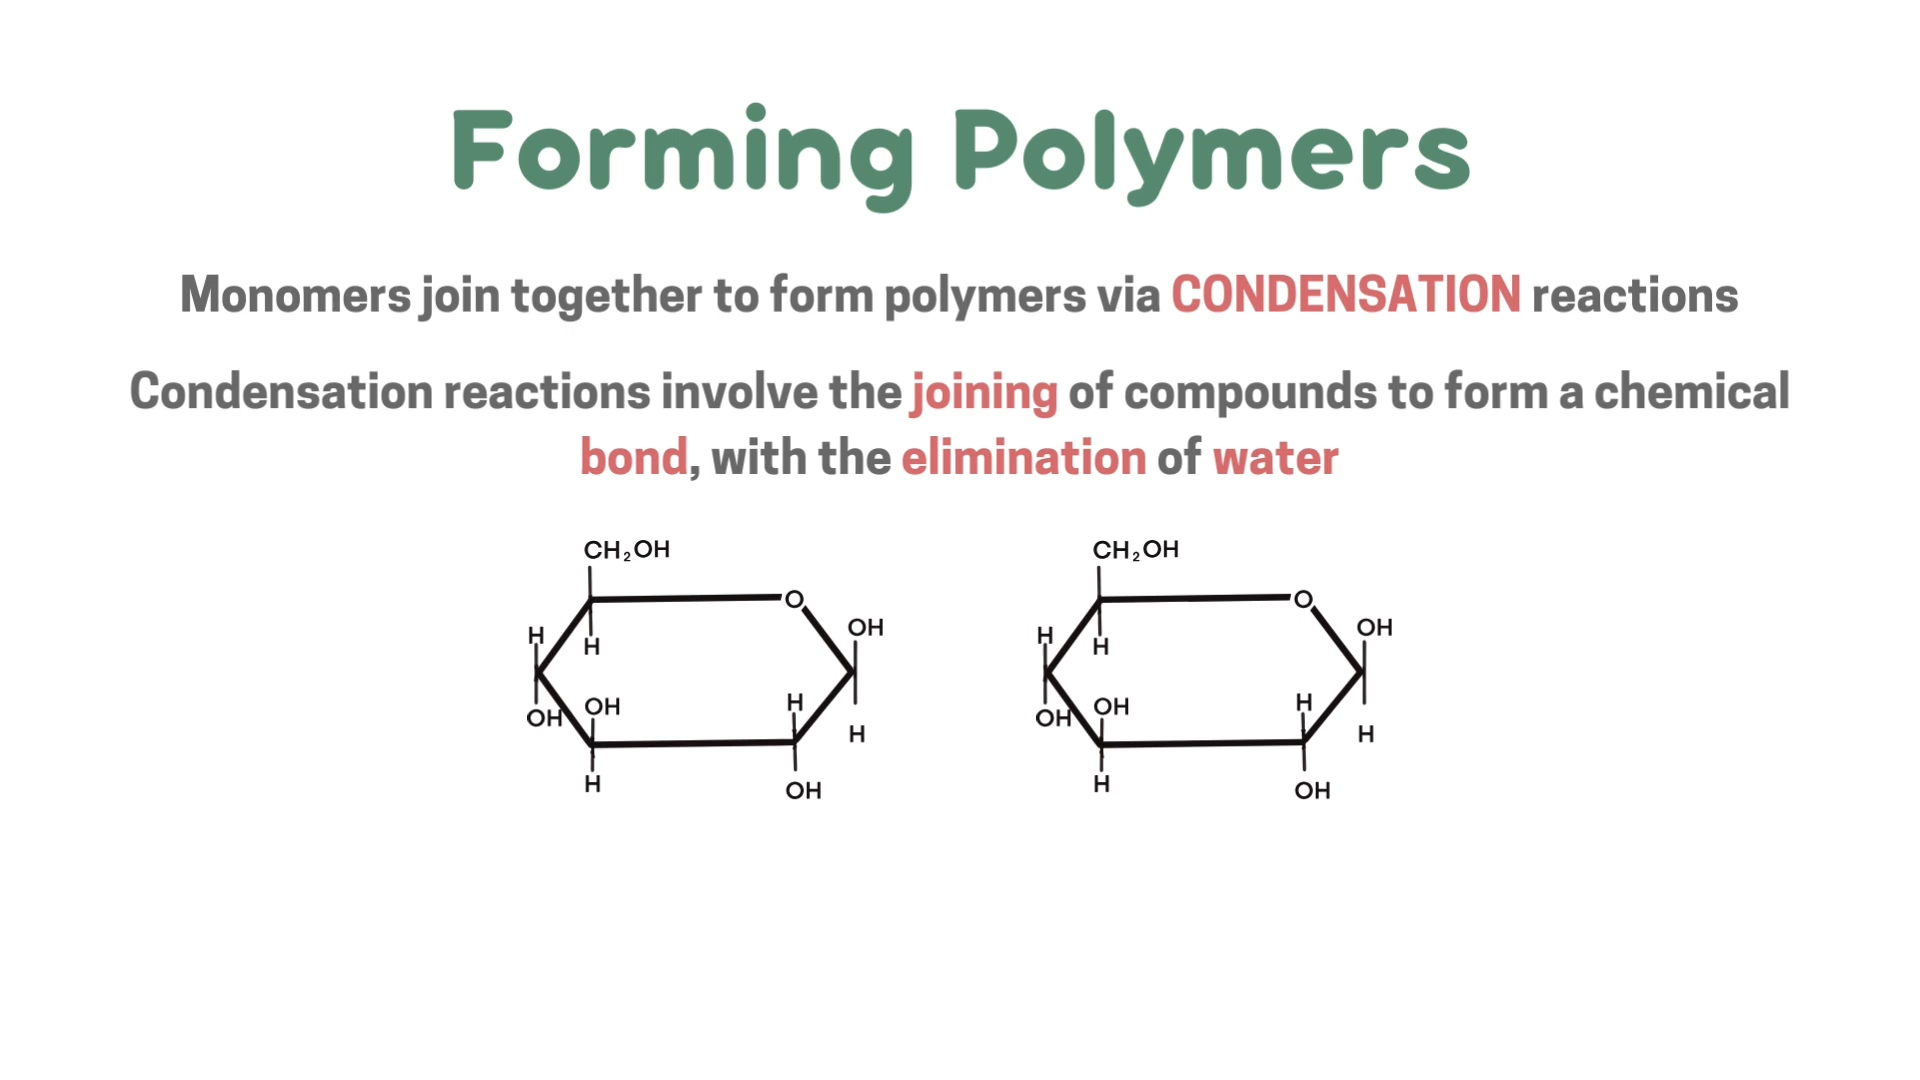 Forming Polymers
Monomers join together to form polymers via CONDENSATION reactions
Condensation reactions involve the joining of compounds to form a chemical
bond, with the elimination of water
CH₂OH CH₂OH
O O
OH OH
H H
H H
H H
OH OH
OH OH
H H
H H
OH OH